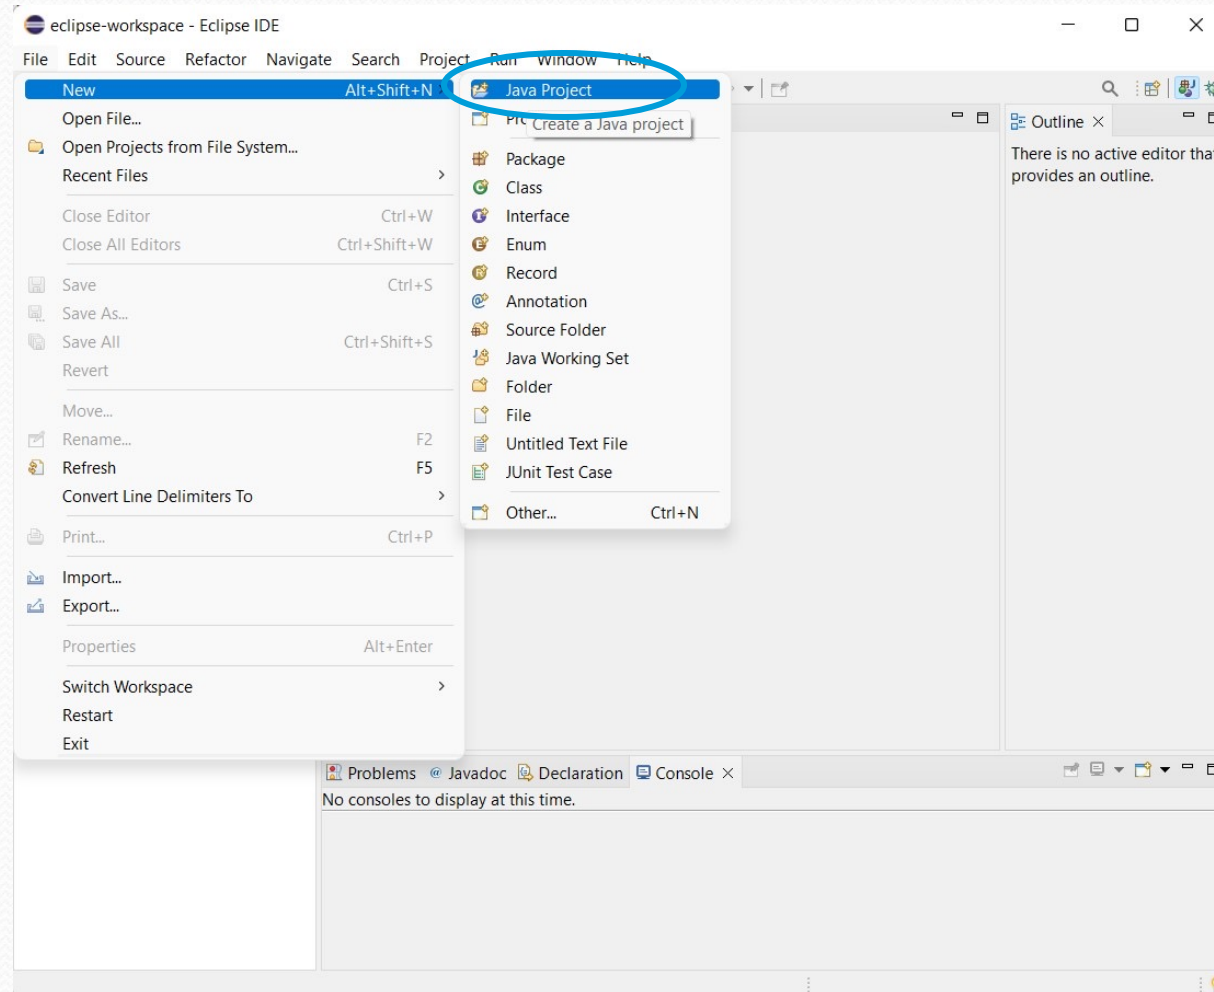 eclipse-workspace - Eclipse IDE
File Edit Source Refactor Navigate Search Project Run Window Help
New Alt+Shift+N
Open File...
Open Projects from File System...
Recent Files
Close Editor Ctrl+W
Close All Editors Ctrl+Shift+W
Save Ctrl+S
Save As...
Save All Ctrl+Shift+S
Revert
Move...
Rename... F2
Refresh F5
Convert Line Delimiters To
Print... Ctrl+P
Import...
Export...
Properties Alt+Enter
Switch Workspace
Restart
Exit
Java Project
Create a Java project
Package
Class
Interface
Enum
Record
Annotation
Source Folder
Java Working Set
Folder
File
Untitled Text File
JUnit Test Case
Other... Ctrl+N
Outline
There is no active editor that
provides an outline.
Problems Javadoc Declaration Console
No consoles to display at this time.